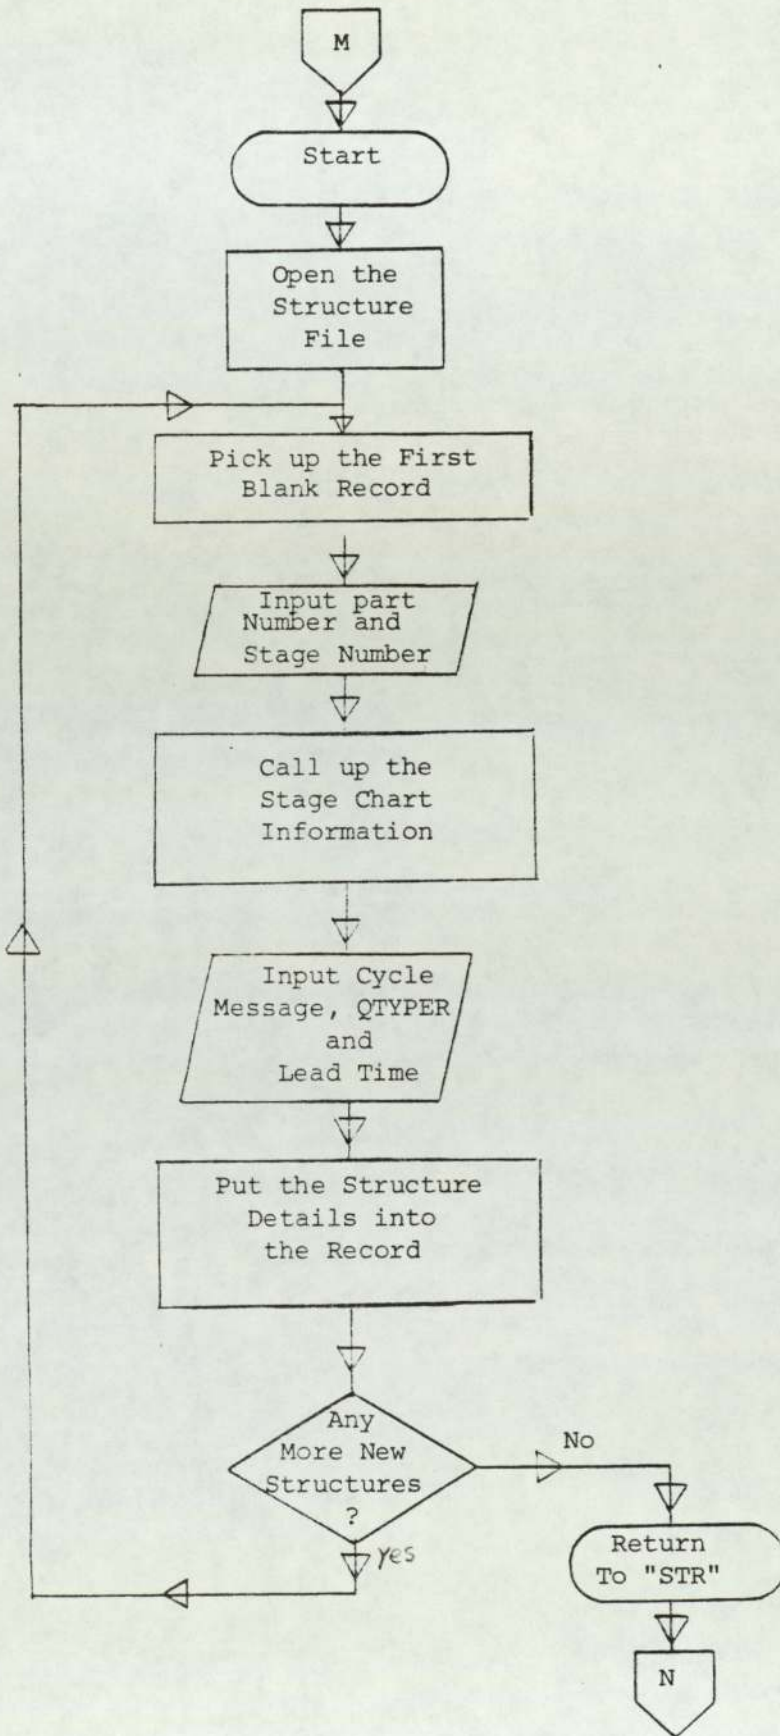 M
Start
Open the
Structure
File
Pick up the First
Blank Record
Input part
Number and
Stage Number
Call up the
Stage Chart
Information
Input Cycle
Message, QTYPER
and
Lead Time
Put the Structure
Details into
the Record
Any
More New
Structures
?
No
yes
Return
To "STR"
N